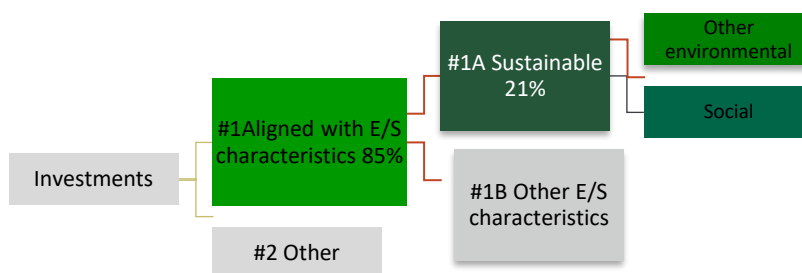 Investments
#1Aligned with E/S
characteristics 85%
#2 Other
#1A Sustainable
21%
#1B Other E/S
characteristics
Other
environmental
Social